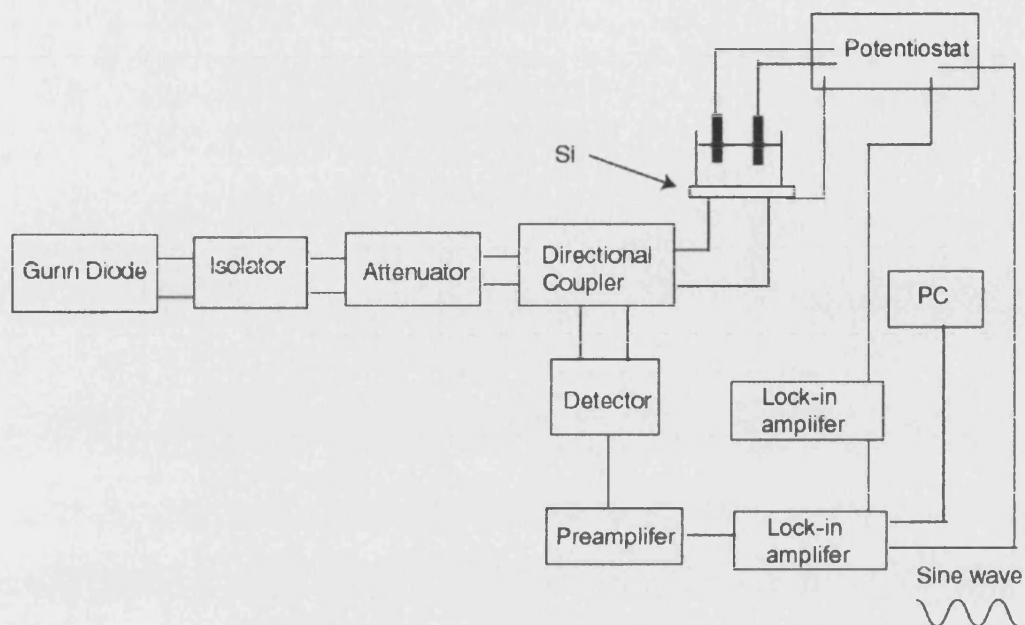 Potentiostat
Si
Gunn Diode
Isolator
Attenuator
Directional
Coupler
PC
Detector
Lock-in
amplifer
Preamplifer
Lock-in
amplifer
Sine wave